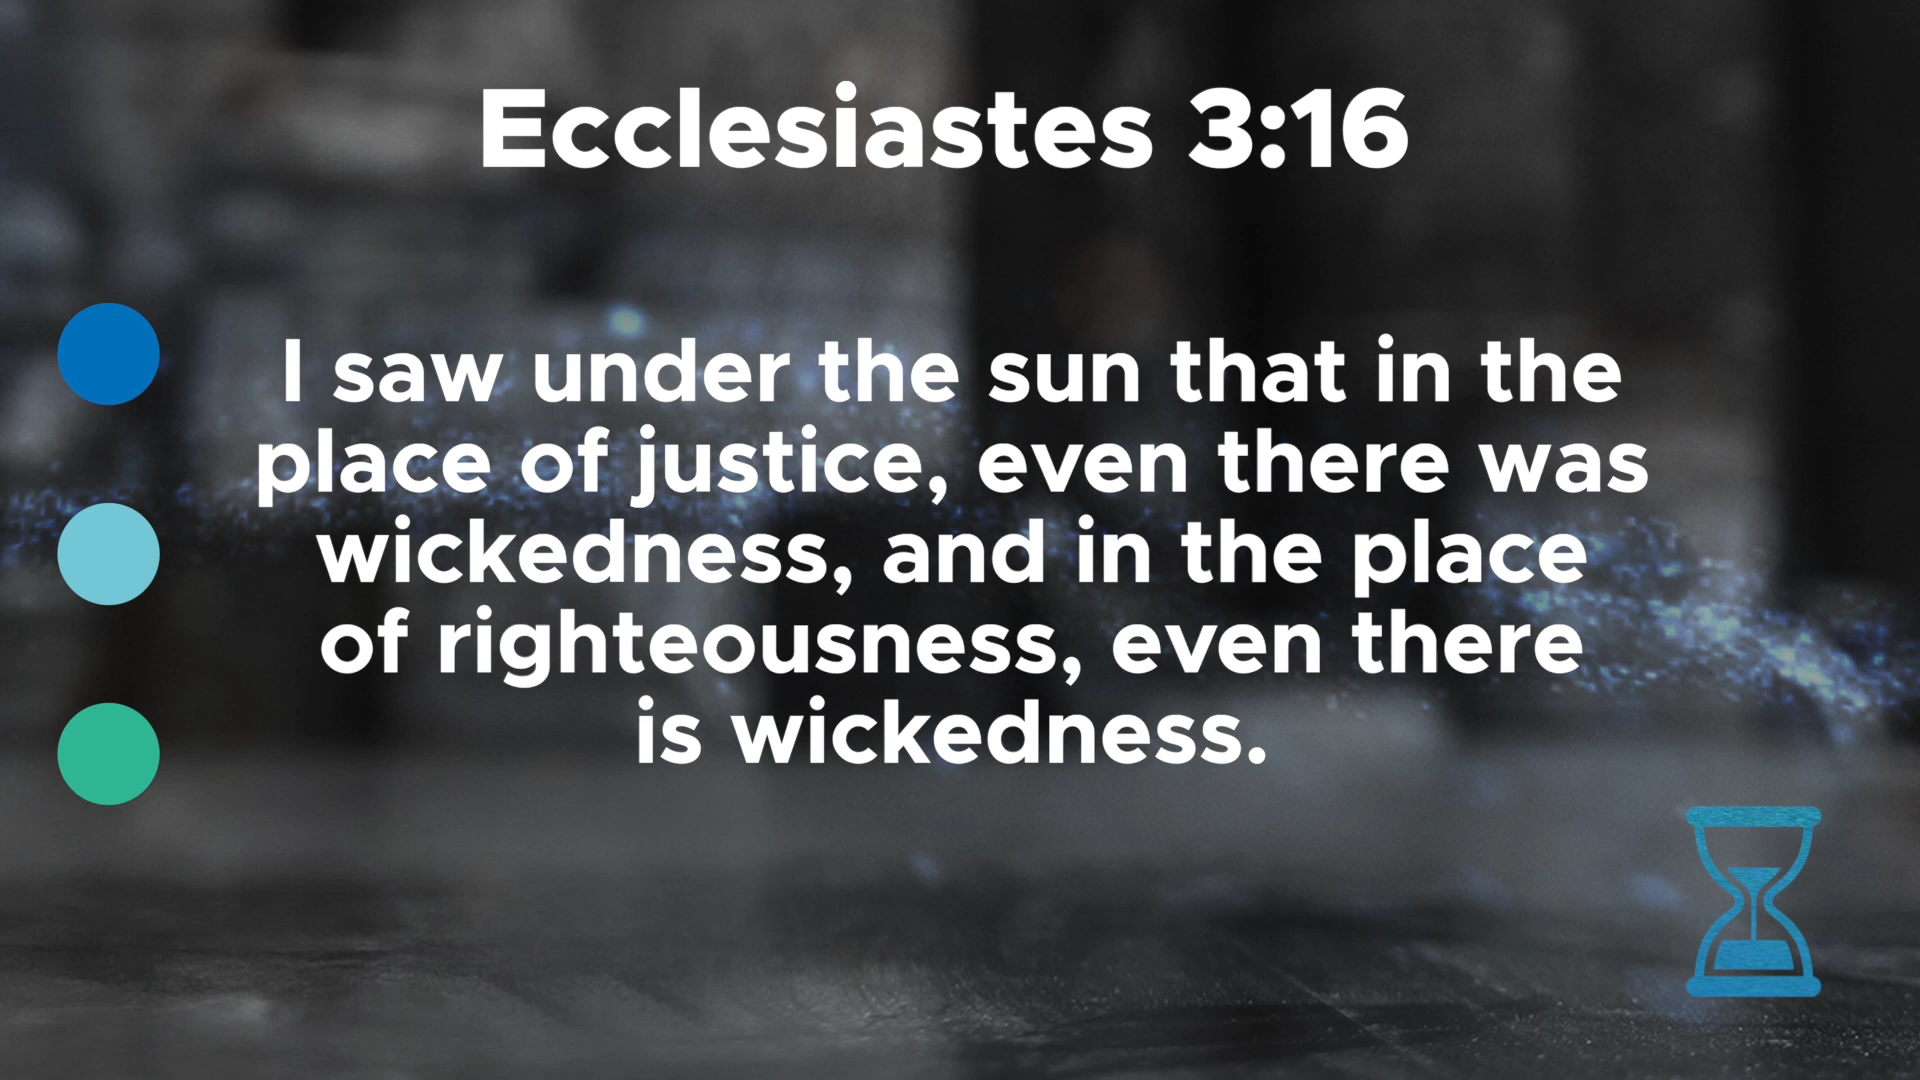 Ecclesiastes 3:16
I saw under the sun that in the
place of justice, even there was
wickedness, and in the place
of righteousness, even there
is wickedness.